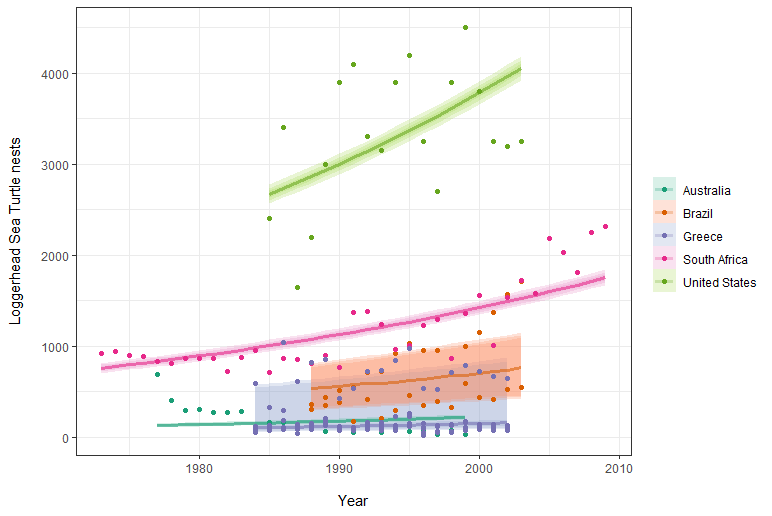 Loggerhead Sea Turtle nests
4000
3000
2000
1000
0
1980
1990
2000
2010
Year
Australia
Brazil
Greece
South Africa
United States